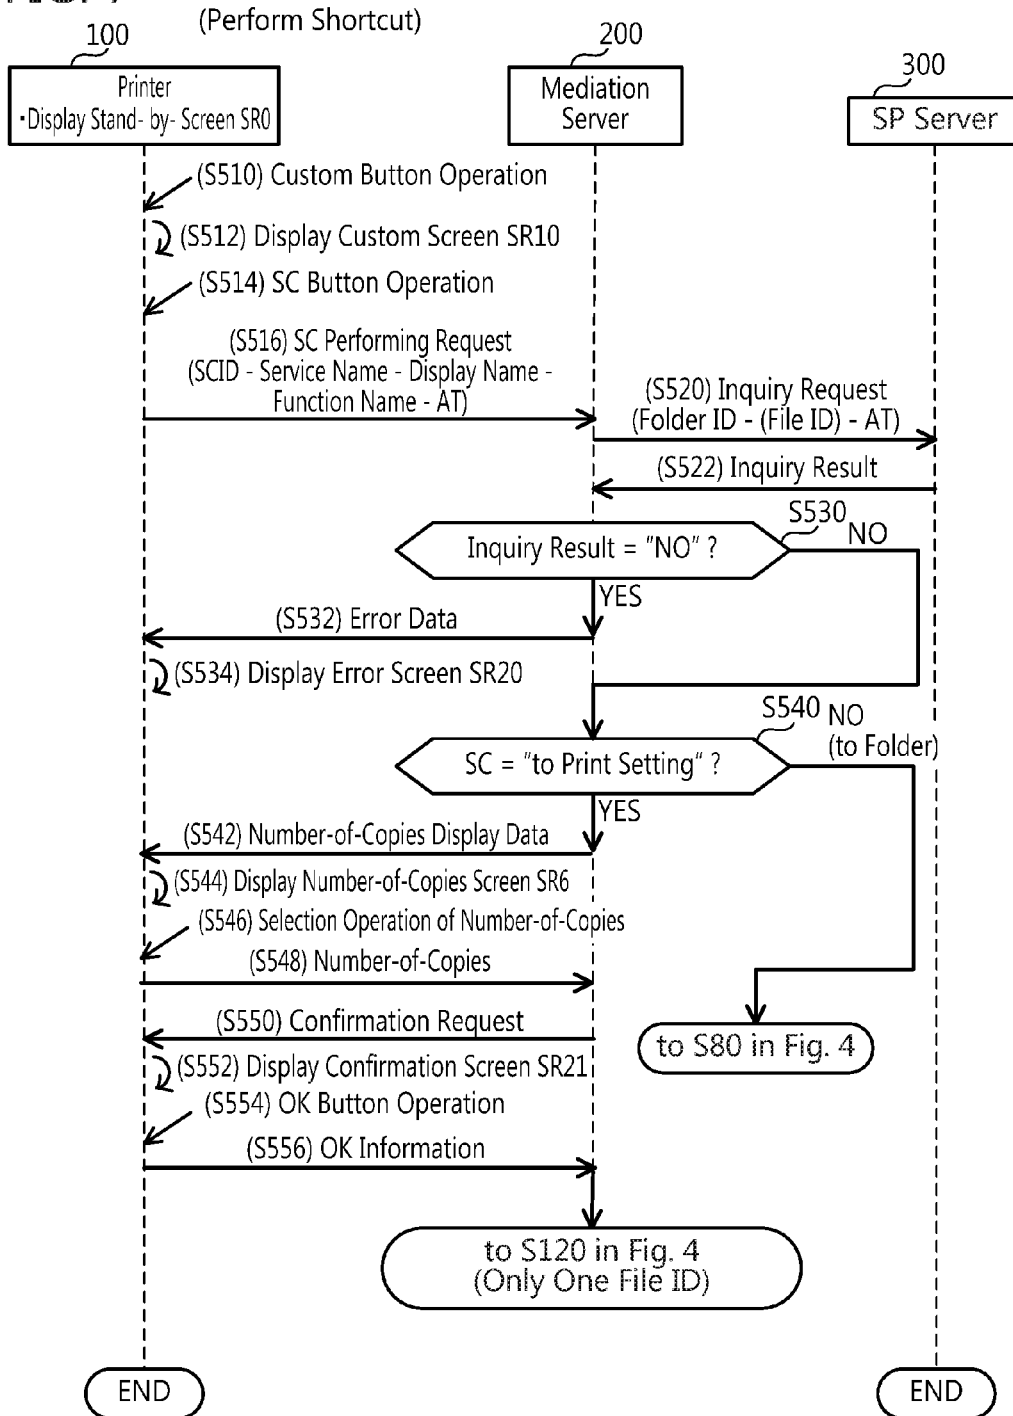 (Perform Shortcut)
100
200
300
Printer
・Display Stand- by- Screen SR0
Mediation
Server
SP Server
(S510) Custom Button Operation
(S512) Display Custom Screen SR10
(S514) SC Button Operation
(S516) SC Performing Request
(SCID - Service Name - Display Name -
Function Name - AT)
(S520) Inquiry Request
(Folder ID - (File ID) - AT)
(S522) Inquiry Result
S530
NO
Inquiry Result = "NO" ?
YES
(S532) Error Data
(S534) Display Error Screen SR20
S540
NO
(to Folder)
SC = "to Print Setting" ?
YES
(S542) Number-of-Copies Display Data
(S544) Display Number-of-Copies Screen SR6
(S546) Selection Operation of Number-of-Copies
(S548) Number-of-Copies
(S550) Confirmation Request
to S80 in Fig. 4
(S552) Display Confirmation Screen SR21
(S554) OK Button Operation
(S556) OK Information
to S120 in Fig. 4
(Only One File ID)
END
END